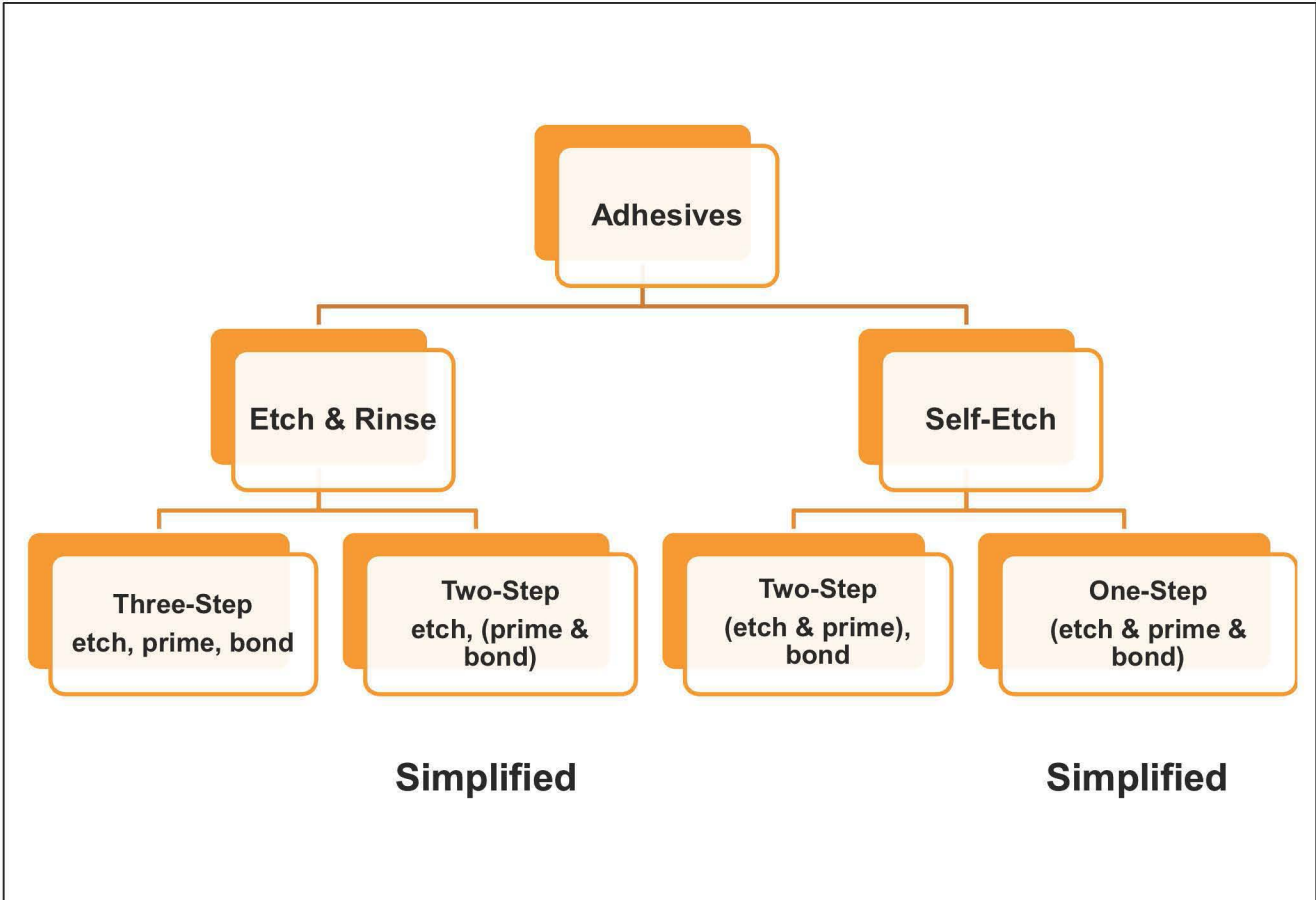 Adhesives
Etch & Rinse
Self-Etch
Three-Step
etch, prime, bond
Two-Step
etch, (prime &
bond)
Two-Step
(etch & prime),
bond
One-Step
(etch & prime &
bond)
Simplified
Simplified